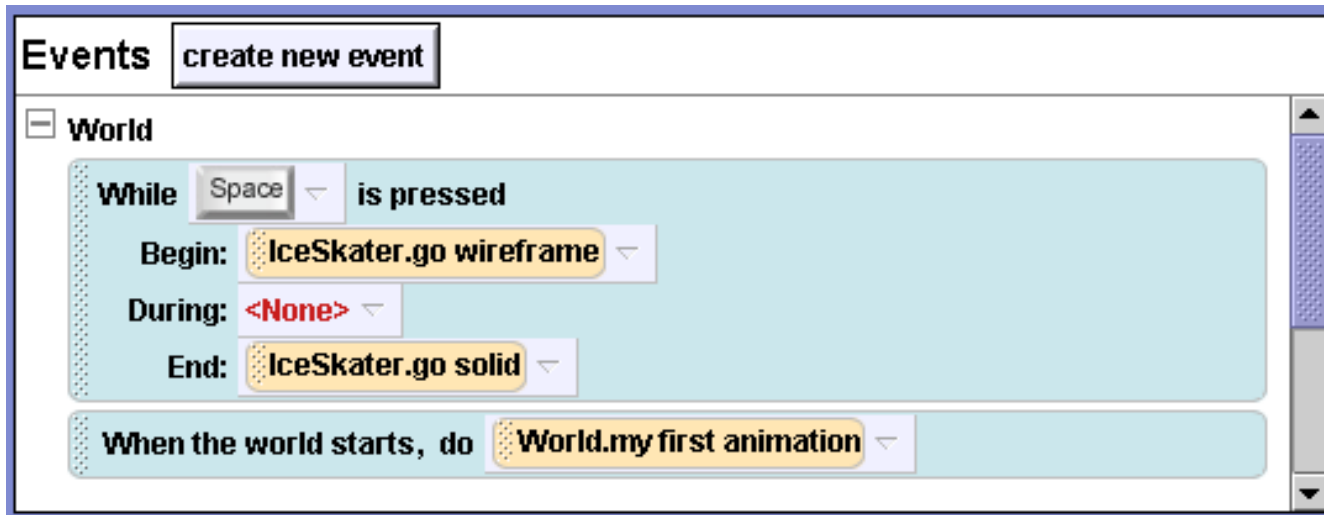 Events create new event
World
While Space is pressed
Begin: IceSkater.go wireframe
During: <None>
End: IceSkater.go solid
When the world starts, do World.my first animation